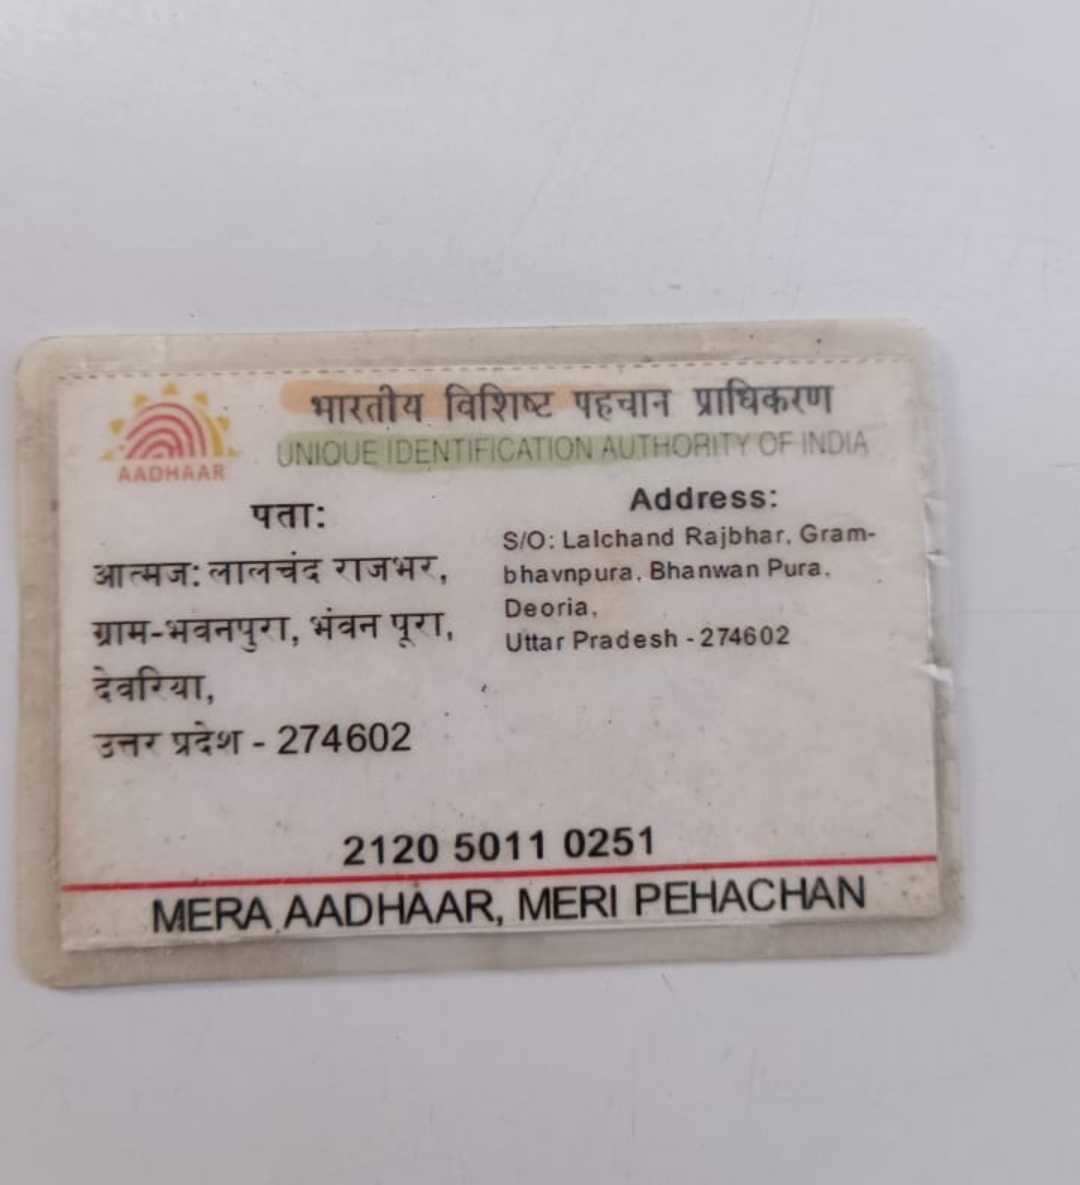 भारतीय विशिष्ट पहचान प्राधिकरण
UNIQUE IDENTIFICATION AUTHORITY OF INDIA
AADHAAR
पता:
आत्मज: लालचंद राजभर,
ग्राम-भवनपुरा, भंवन पूरा,
देवरिया,
उत्तर प्रदेश - 274602
Address:
S/O: Lalchand Rajbhar, Gram-
bhavnpura, Bhanwan Pura,
Deoria,
Uttar Pradesh - 274602
2120 5011 0251
MERA AADHAAR, MERI PEHACHAN